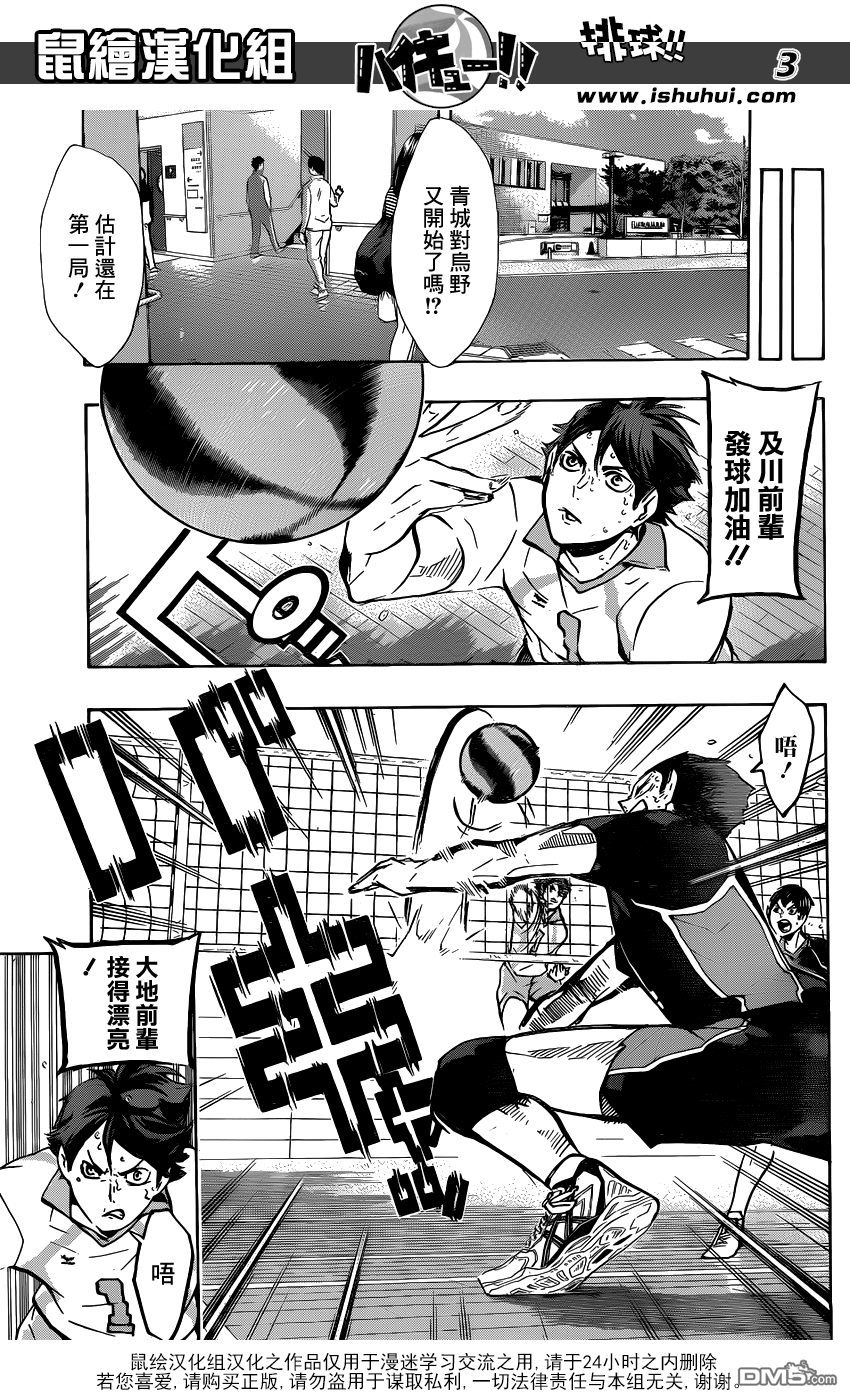 鼠繪漢化組
ハイキュー!!
排球!!
3
www.ishuhui.com
青城對烏野
又開始了嗎!?
估計還在
第一局!
及川前輩
發球加油!!
唔!
大地前輩
接得漂亮
!
唔
1
1
鼠绘汉化组汉化之作品仅用于漫迷学习交流之用, 请于24小时之内删除
若您喜爱, 请购买正版, 请勿盗用于谋取私利, 一切法律责任与本组无关, 谢谢.
DM5.com